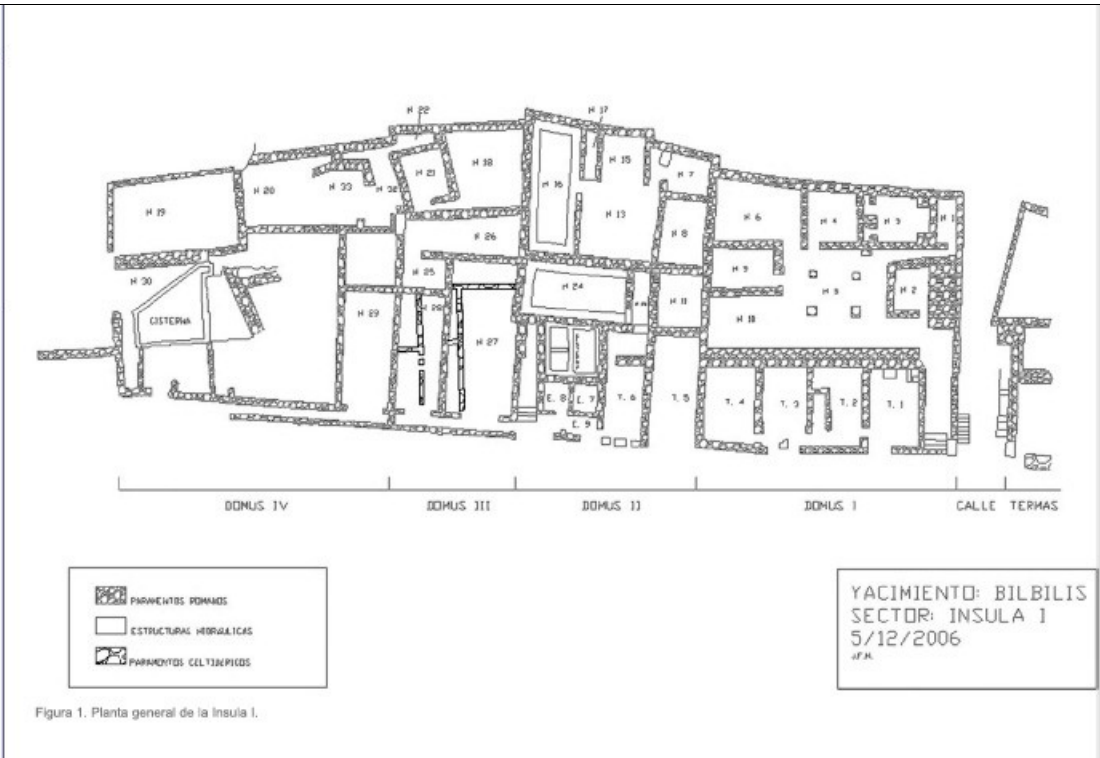 H 22
H 17
H 18
H 15
H 21
H 7
H 20
H 33
H 32
H 16
H 19
H 13
H 6
H 4
H 3
H 1
H 26
H 8
H 25
H 9
H 30
H 24
H 5
H 2
H 11
H 10
CISTERNA
H 29
H 28
H 27
E. 8
E. 7
T. 6
T. 5
T. 4
T. 3
T. 2
T. 1
E. 9
DOMUS IV
DOMUS III
DOMUS II
DOMUS I
CALLE
TERMAS
PARAMENTOS ROMANOS
ESTRUCTURAS HIDRAULICAS
PARAMENTOS CELTIBERICOS
YACIMIENTO: BILBILIS
SECTOR: INSULA I
5/12/2006
J.F.H.
Figura 1. Planta general de la Insula I.